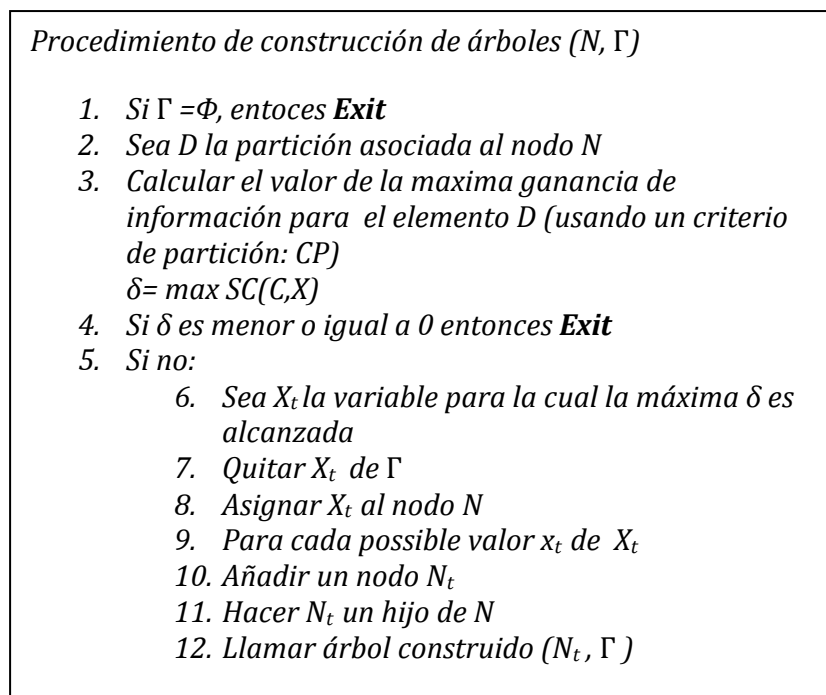 Procedimiento de construcción de árboles (N, Γ)
1. Si Γ =Φ, entoces Exit
2. Sea D la partición asociada al nodo N
3. Calcular el valor de la maxima ganancia de
información para el elemento D (usando un criterio
de partición: CP)
δ= max SC(C,X)
4. Si δ es menor o igual a 0 entonces Exit
5. Si no:
6. Sea Xt la variable para la cual la máxima δ es
alcanzada
7. Quitar Xt de Γ
8. Asignar Xt al nodo N
9. Para cada possible valor xt de Xt
10. Añadir un nodo Nt
11. Hacer Nt un hijo de N
12. Llamar árbol construido (Nt , Γ )